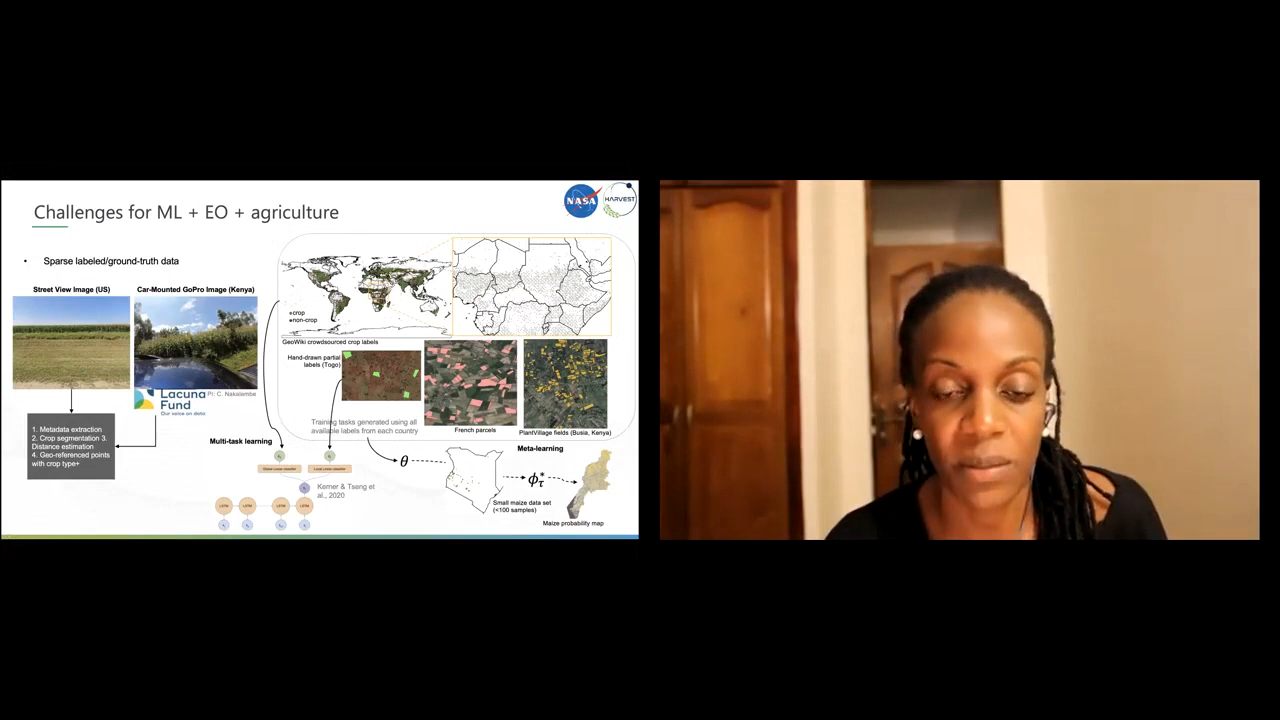 Challenges for ML + EO + agriculture
NASA
HARVEST
• Sparse labeled/ground-truth data
Street View Image (US)
Car-Mounted GoPro Image (Kenya)
Lacuna
Fund
Our voice on data
PI: C. Nakalembe
1. Metadata extraction
2. Crop segmentation 3.
Distance estimation
4. Geo-referenced points
with crop type+
crop
non-crop
GeoWiki crowdsourced crop labels
Hand-drawn partial
labels (Togo)
French parcels
PlantVillage fields (Busia, Kenya)
Training tasks generated using all
available labels from each country
Multi-task learning
Kerner & Tseng et
al., 2020
LSTM
LSTM
LSTM
LSTM
Meta-learning
θ
ϕ*τ
Small maize data set
(<100 samples)
Maize probability map